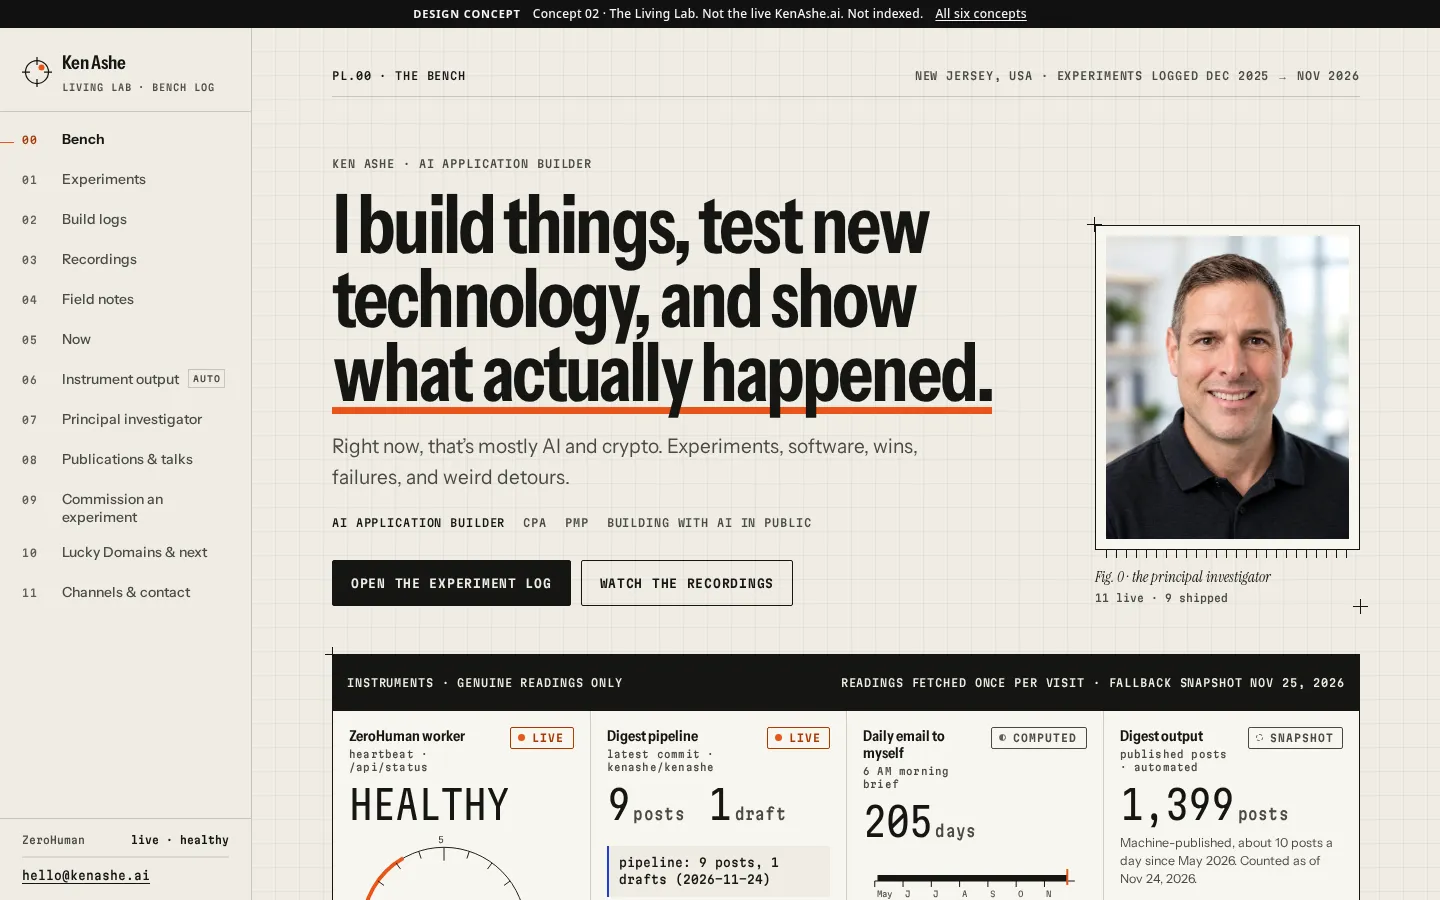 DESIGN CONCEPT Concept 02 · The Living Lab. Not the live KenAshe.ai. Not indexed. All six concepts
Ken Ashe
LIVING LAB · BENCH LOG
00 Bench
01 Experiments
02 Build logs
03 Recordings
04 Field notes
05 Now
06 Instrument output AUTO
07 Principal investigator
08 Publications & talks
09 Commission an
experiment
10 Lucky Domains & next
11 Channels & contact
ZeroHuman live · healthy
hello@kenashe.ai
PL.00 · THE BENCH
NEW JERSEY, USA · EXPERIMENTS LOGGED DEC 2025 → NOV 2026
KEN ASHE · AI APPLICATION BUILDER
I build things, test new
technology, and show
what actually happened.
Right now, that's mostly AI and crypto. Experiments, software, wins,
failures, and weird detours.
AI APPLICATION BUILDER CPA PMP BUILDING WITH AI IN PUBLIC
OPEN THE EXPERIMENT LOG
WATCH THE RECORDINGS
Fig. 0 · the principal investigator
11 live · 9 shipped
INSTRUMENTS · GENUINE READINGS ONLY
READINGS FETCHED ONCE PER VISIT · FALLBACK SNAPSHOT NOV 25, 2026
ZeroHuman worker
LIVE
heartbeat ·
/api/status
HEALTHY
5
Digest pipeline
LIVE
latest commit ·
kenashe/kenashe
9 posts 1 draft
pipeline: 9 posts, 1
drafts (2026-11-24)
Daily email to
myself
COMPUTED
6 AM morning
brief
205 days
May J J A S O N
Digest output
SNAPSHOT
published posts
· automated
1,399 posts
Machine-published, about 10 posts a
day since May 2026. Counted as of
Nov 24, 2026.